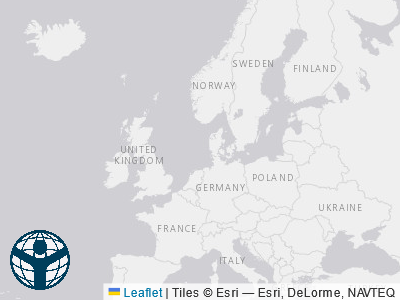 SWEDEN
FINLAND
NORWAY
UNITED
KINGDOM
POLAND
GERMANY
UKRAINE
FRANCE
ITALY
Leaflet | Tiles © Esri — Esri, DeLorme, NAVTEQ